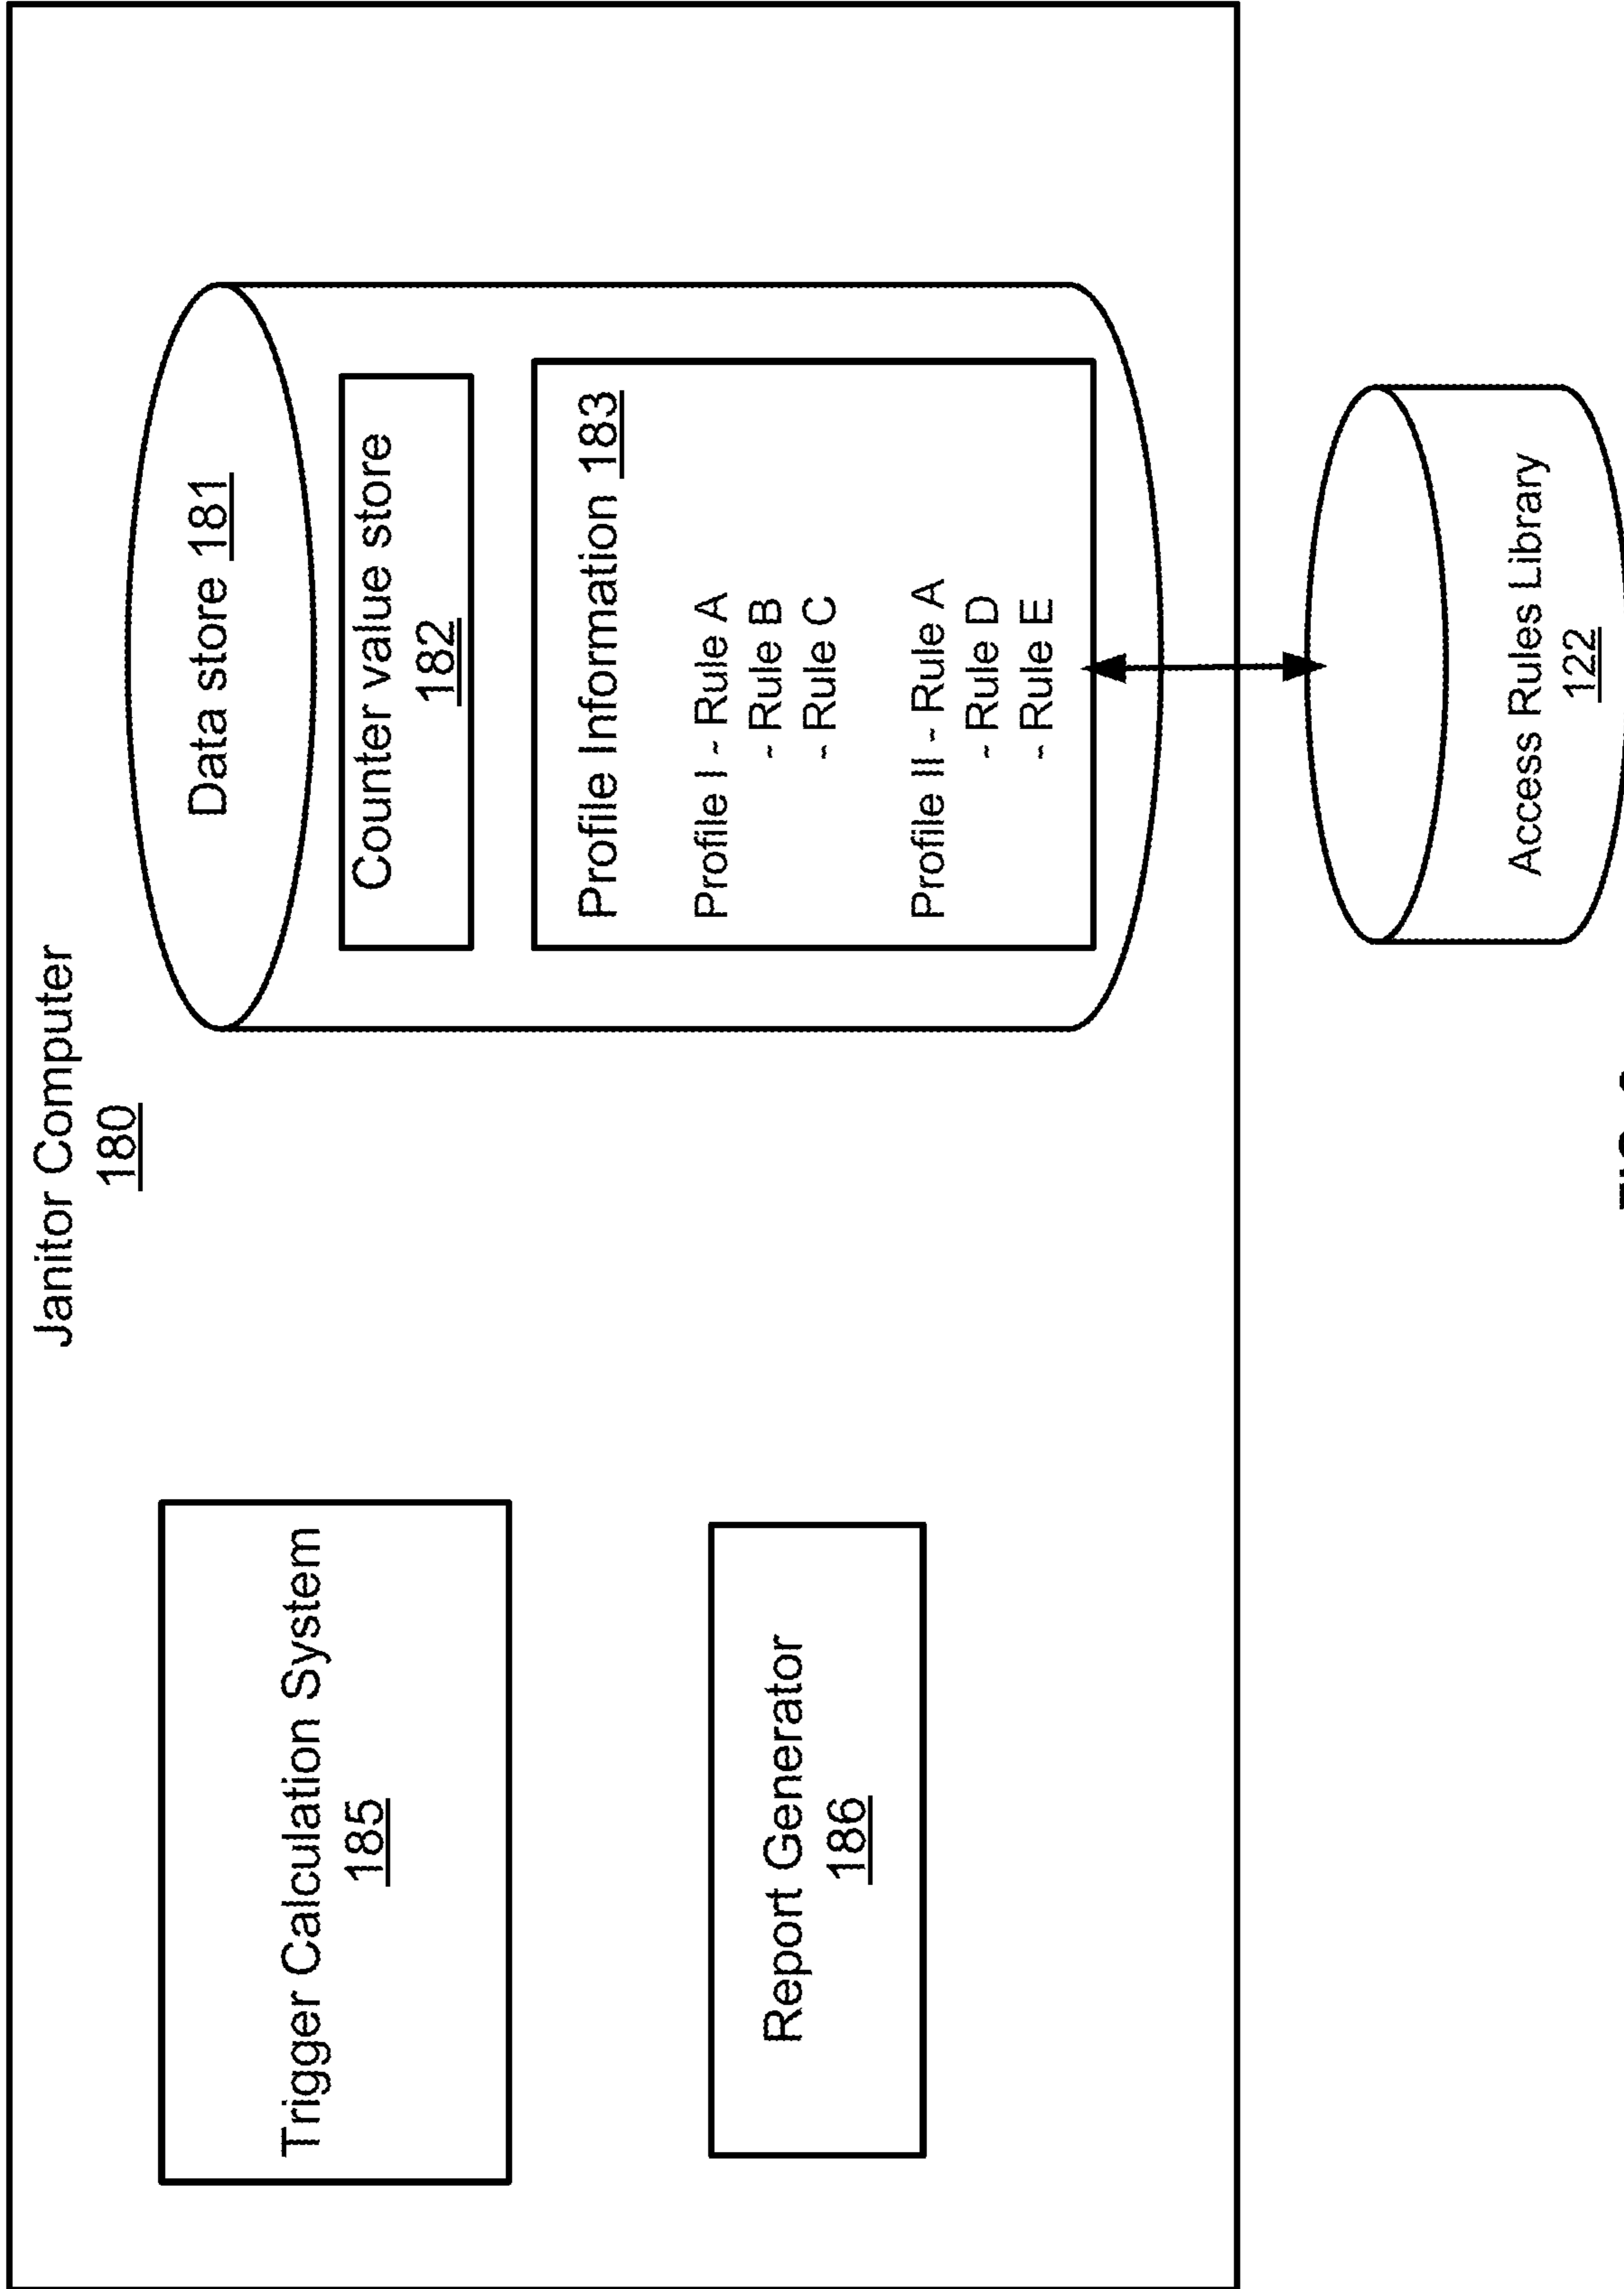 Janitor Computer
180
Trigger Calculation System
185
Report Generator
186
Data store 181
Counter value store
182
Profile Information 183
Profile I - Rule A
- Rule B
- Rule C
Profile II - Rule A
- Rule D
- Rule E
Access Rules Library
122